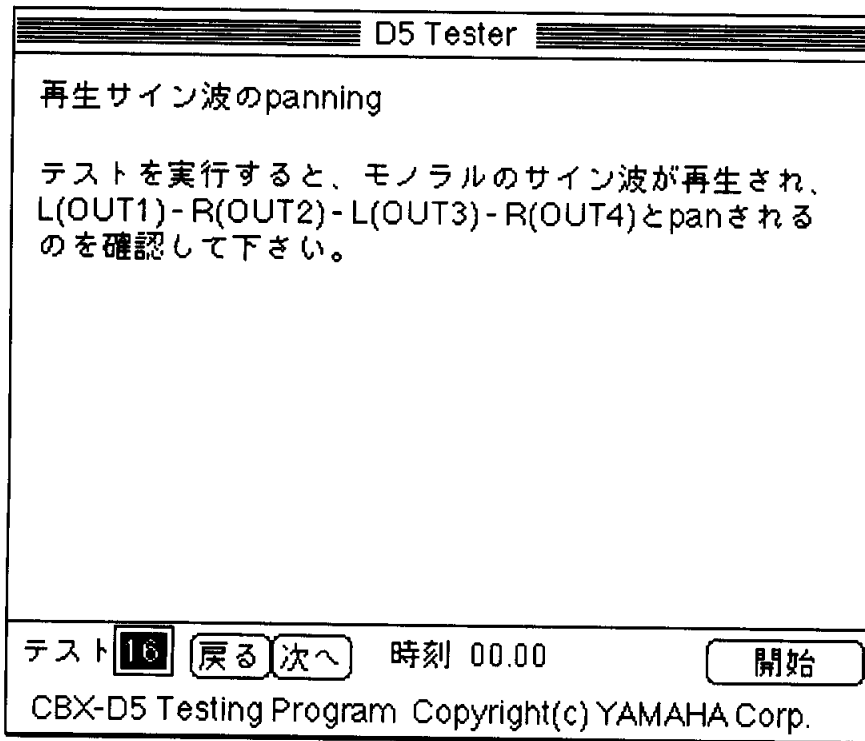 D5 Tester
再生サイン波のpanning
テストを実行すると、モノラルのサイン波が再生され、
L(OUT1)-R(OUT2)-L(OUT3)-R(OUT4)とpanされる
のを確認して下さい。
テスト 16 戻る 次へ 時刻 00.00 開始
CBX-D5 Testing Program Copyright(c) YAMAHA Corp.